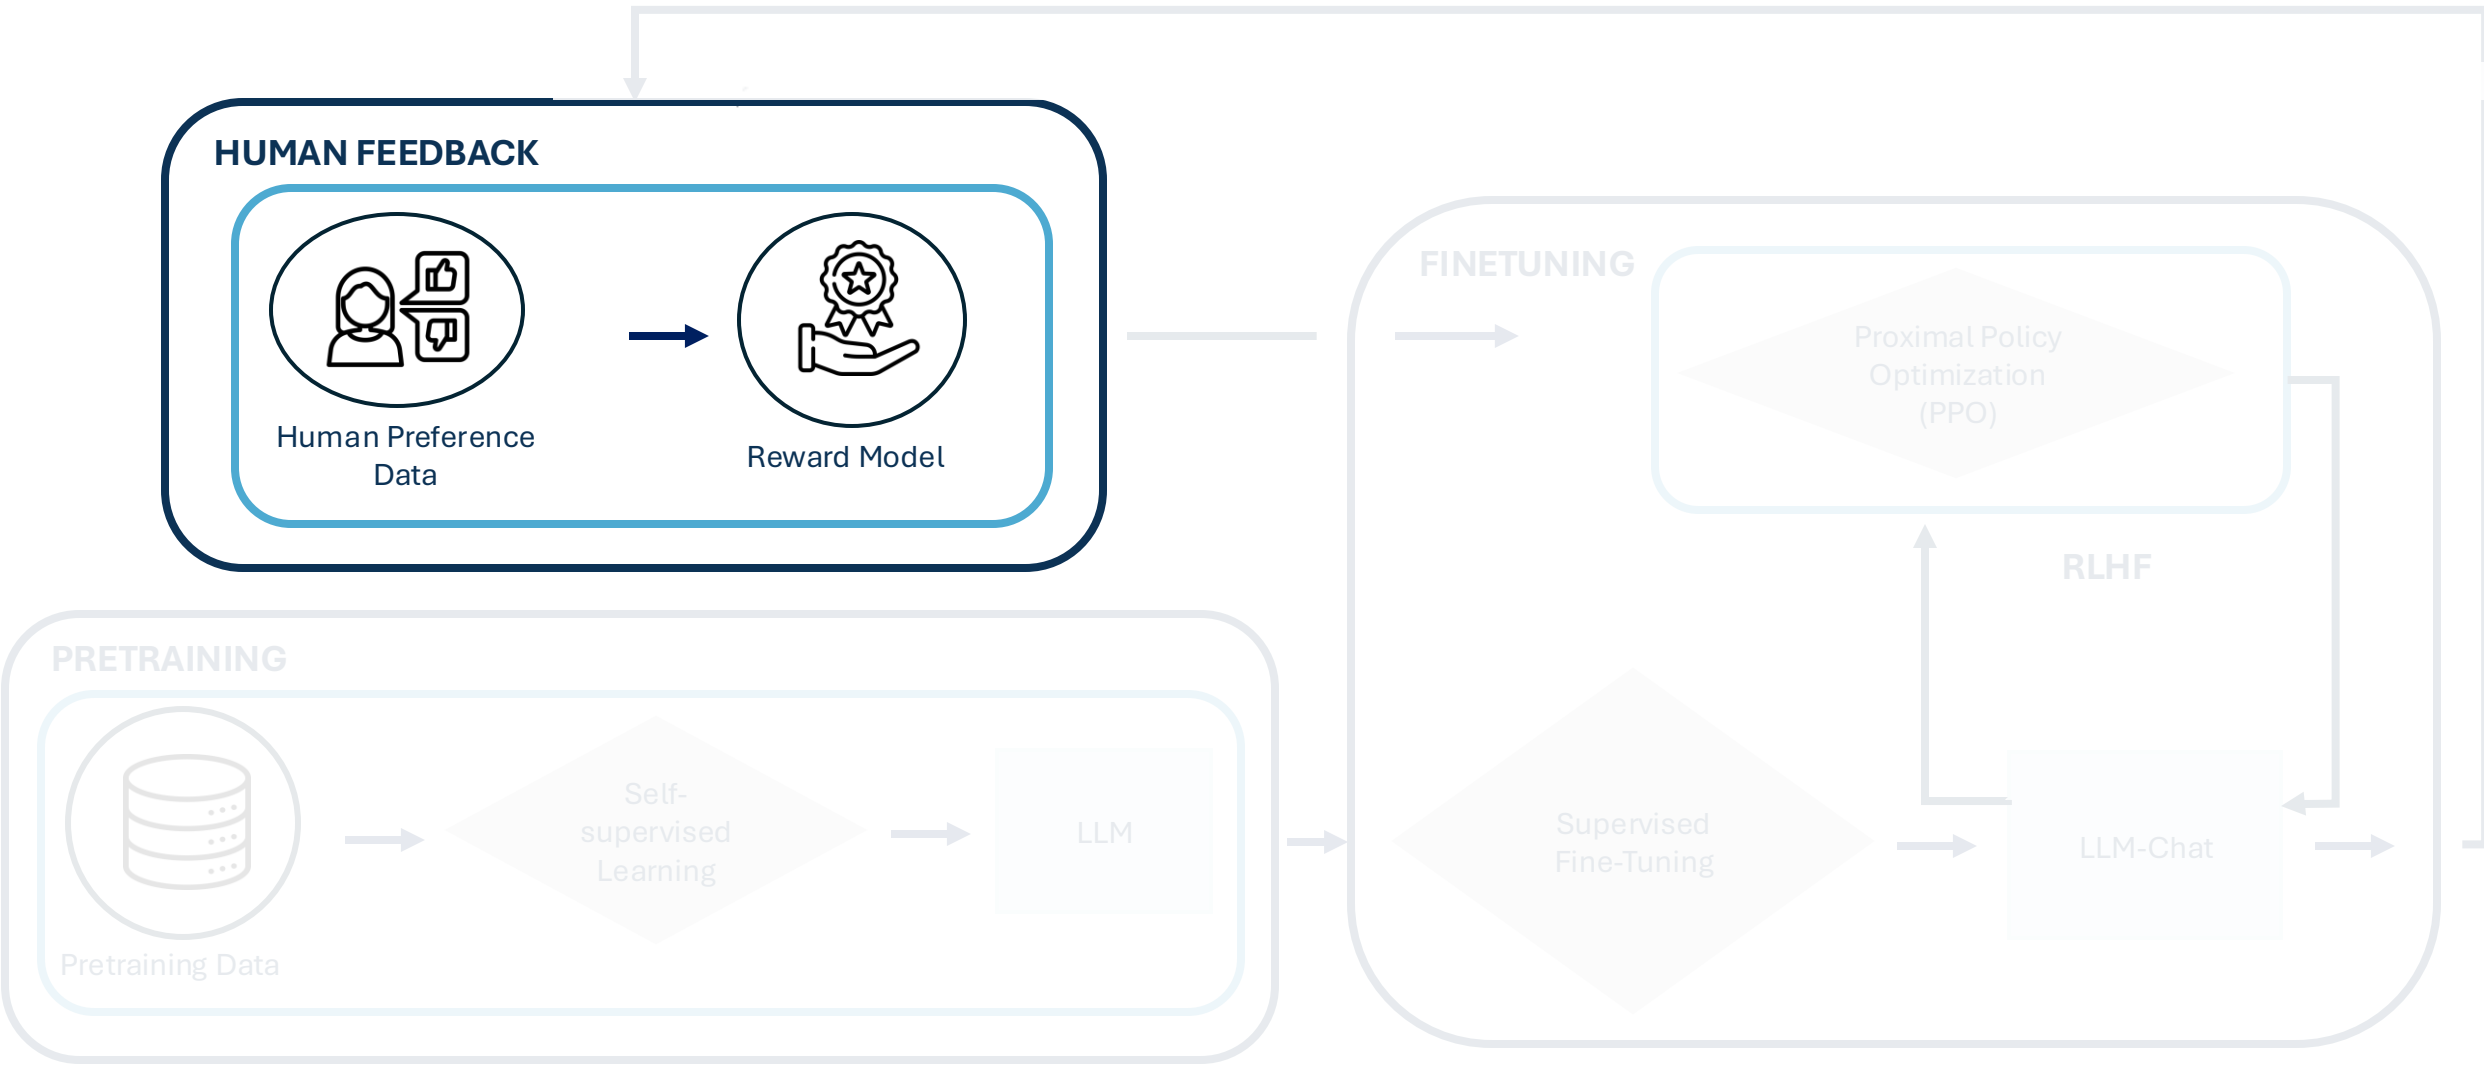 HUMAN FEEDBACK
Human Preference
Data
Reward Model
FINETUNING
Proximal Policy
Optimization
(PPO)
RLHF
PRETRAINING
Pretraining Data
Self-
supervised
Learning
LLM
Supervised
Fine-Tuning
LLM-Chat